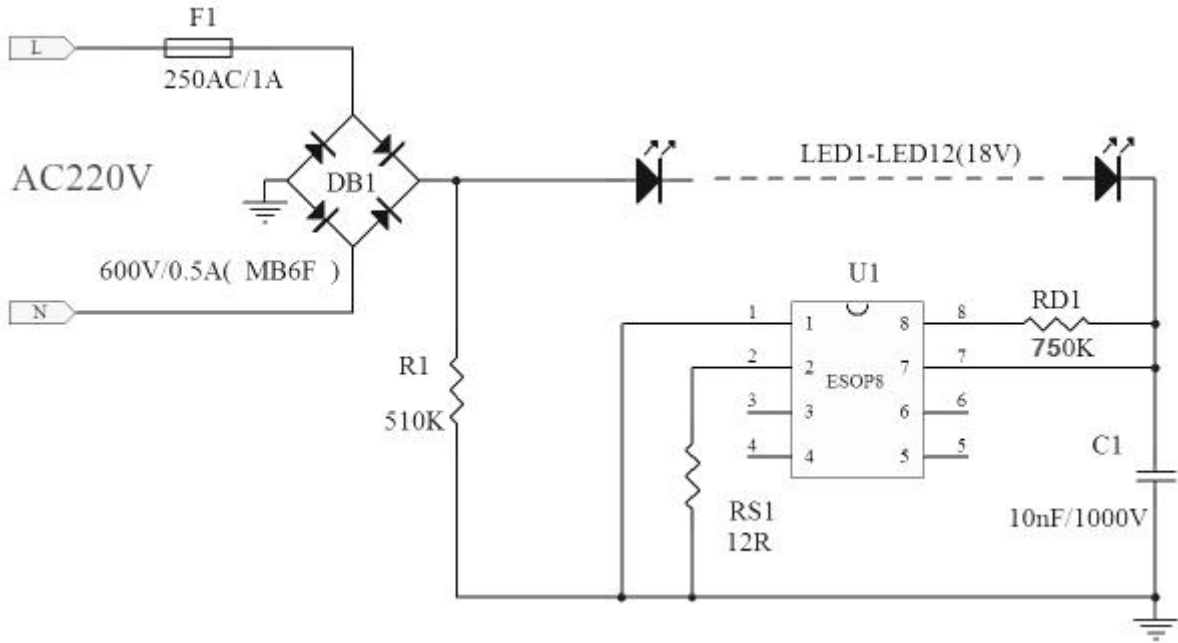 F1
L
250AC/1A
AC220V
DB1
LED1-LED12(18V)
600V/0.5A( MB6F )
N
U1
1 1 8 8 RD1
750K
2 2 7 7
ESOP8
R1
510K
3 3 6 6
4 4 5 5
C1
RS1
12R
10nF/1000V